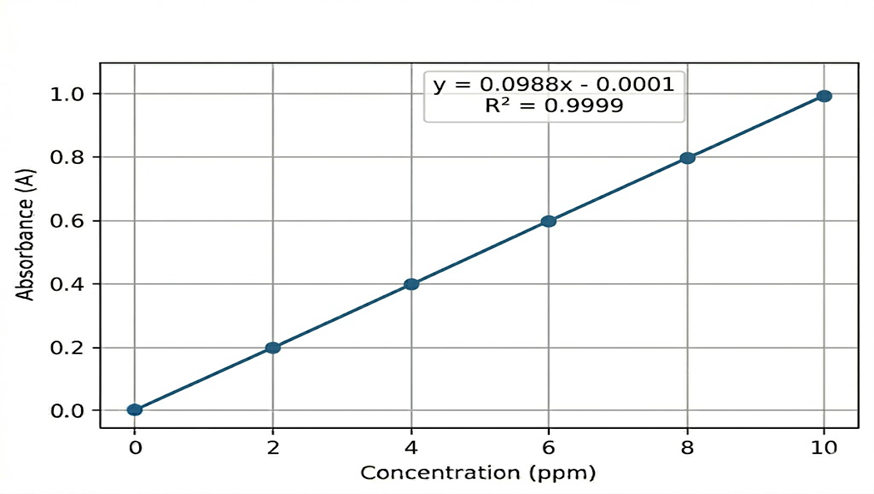 y = 0.0988x - 0.0001
R² = 0.9999
1.0
0.8
0.6
0.4
0.2
0.0
Absorbance (A)
0 2 4 6 8 10
Concentration (ppm)